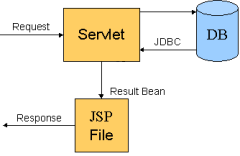 Request
Servlet
JDBC
DB
Result Bean
Response
JSP
File